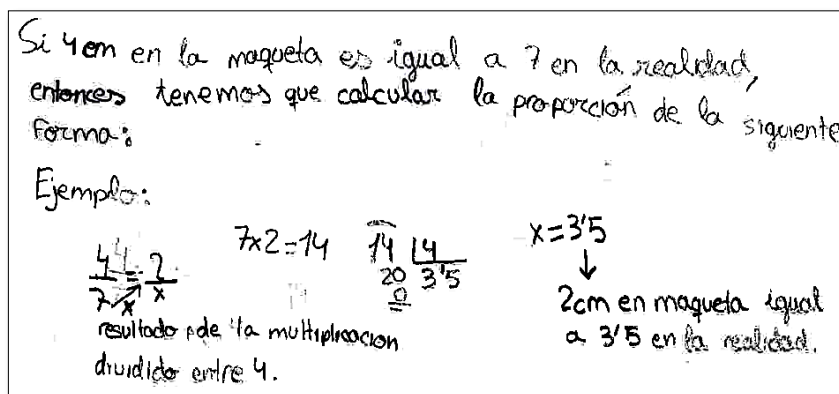 Si 4cm en la maqueta es igual a 7 en la realidad,
entonces tenemos que calcular la proporción de la siguiente
forma:
Ejemplo:
4/7 = 2/x   7x2=14   14 |4   x=3'5
20 3'5
0
resultado de la multiplicacion
dividido entre 4.
2cm en maqueta igual
a 3'5 en la realidad.